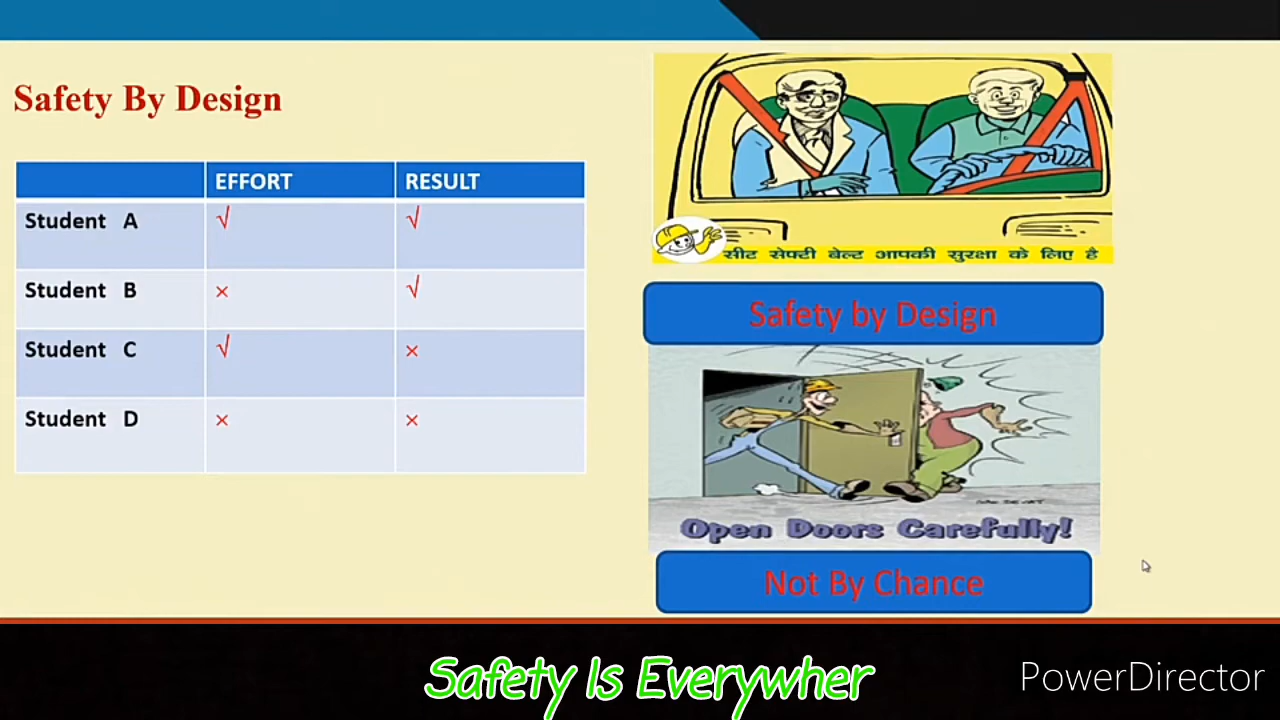 Safety By Design
EFFORT RESULT
Student A √ √
Student B × √
Student C √ ×
Student D × ×
सीट सेफ्टी बेल्ट आपकी सुरक्षा के लिए है
Safety by Design
Open Doors Carefully!
Not By Chance
Safety Is Everywher
PowerDirector